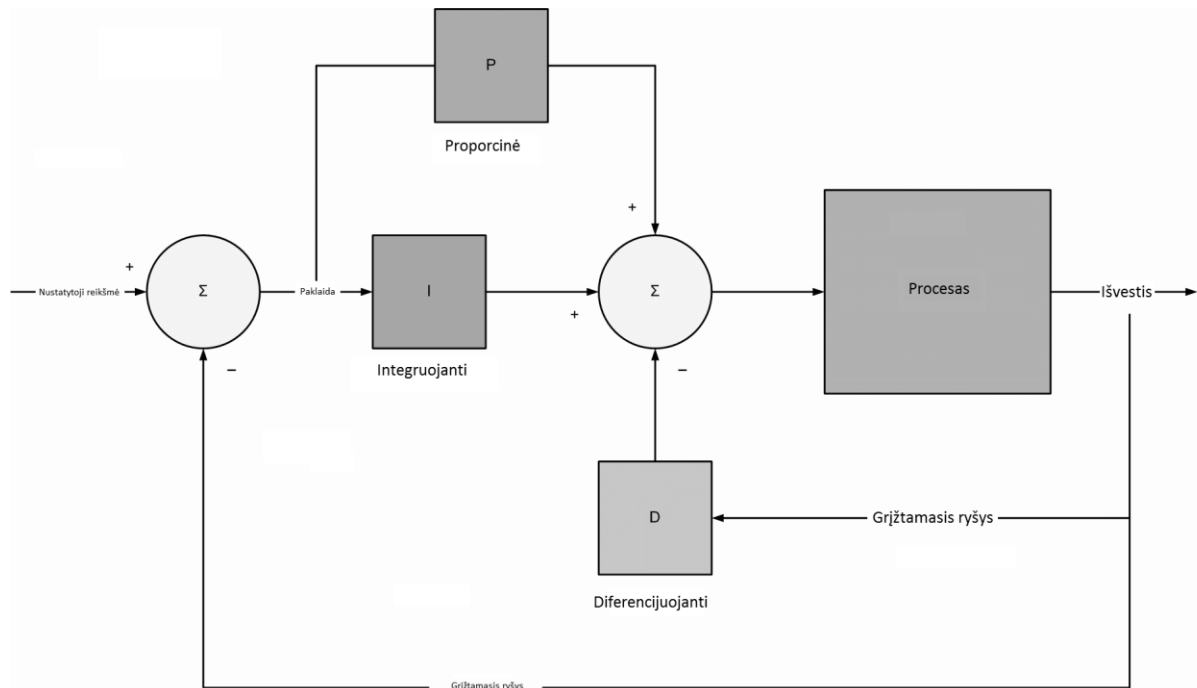 P
Proporcinė
+
+
Nustatytoji reikšmė
Σ
Paklaida
I
Σ
Procesas
Išvestis
+
–
Integruojanti
–
D
Grįžtamasis ryšys
Diferencijuojanti
Grįžtamasis ryšys